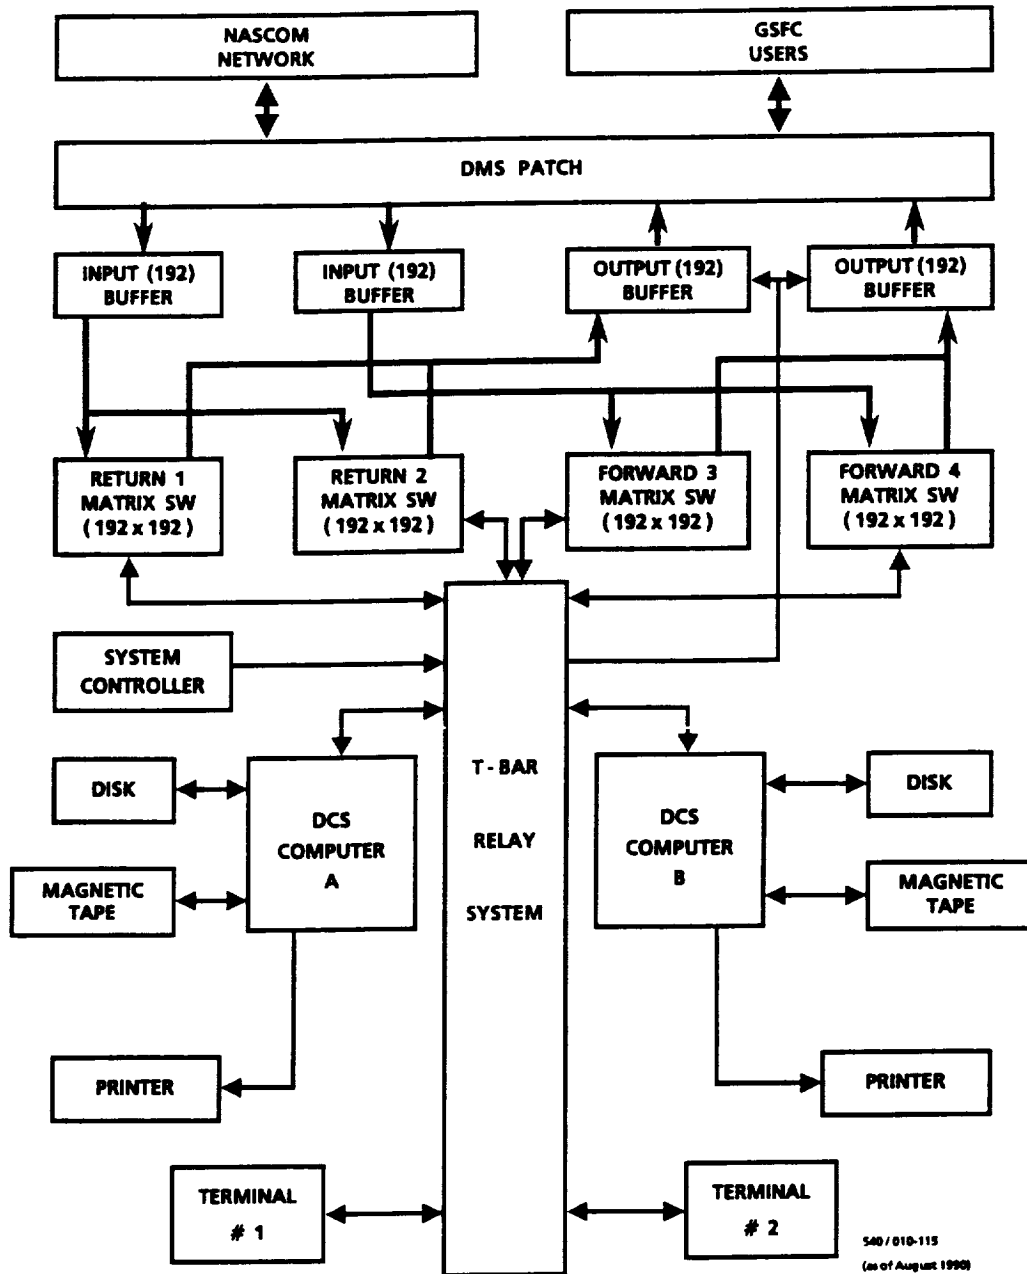 NASCOM
NETWORK
GSFC
USERS
DMS PATCH
INPUT (192)
BUFFER
INPUT (192)
BUFFER
OUTPUT (192)
BUFFER
OUTPUT (192)
BUFFER
RETURN 1
MATRIX SW
( 192 x 192 )
RETURN 2
MATRIX SW
( 192 x 192 )
FORWARD 3
MATRIX SW
( 192 x 192 )
FORWARD 4
MATRIX SW
( 192 x 192 )
SYSTEM
CONTROLLER
T - BAR
RELAY
SYSTEM
DISK
DCS
COMPUTER
A
DCS
COMPUTER
B
DISK
MAGNETIC
TAPE
MAGNETIC
TAPE
PRINTER
PRINTER
TERMINAL
# 1
TERMINAL
# 2
540 / 010-115
(as of August 1990)